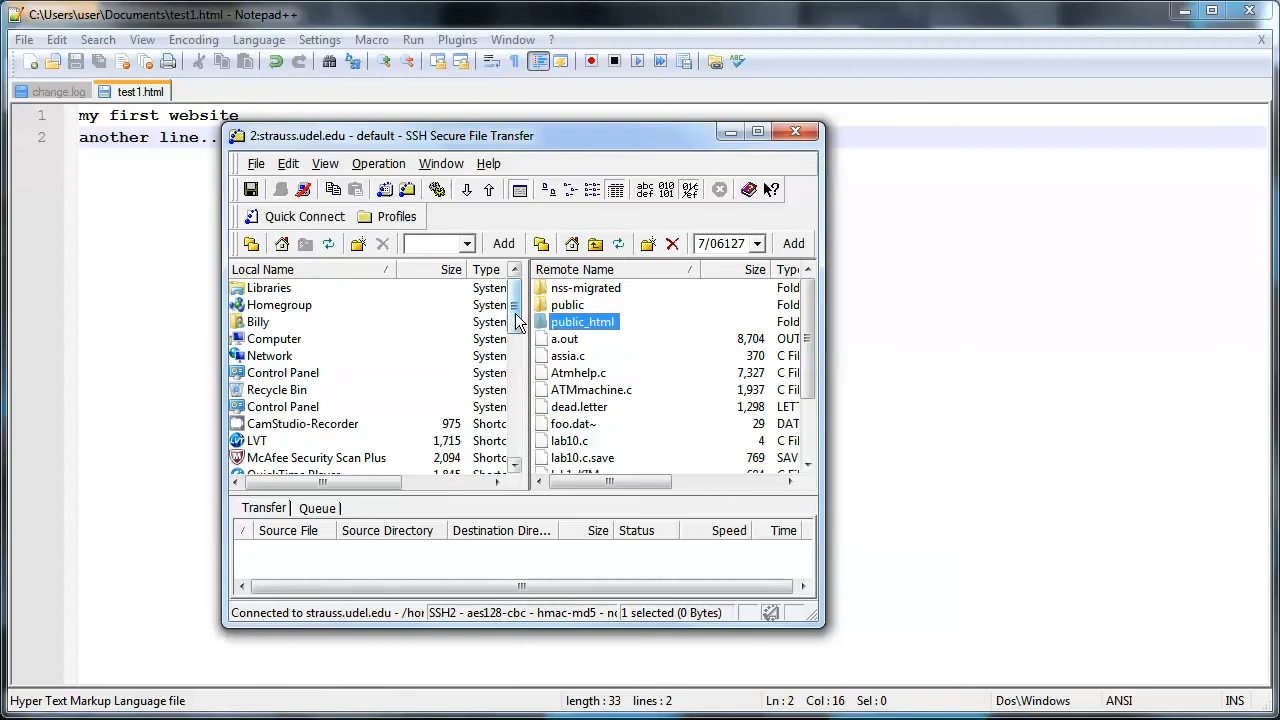 C:\Users\user\Documents\test1.html - Notepad++
File Edit Search View Encoding Language Settings Macro Run Plugins Window ? X
change.log test1.html
1 my first website
2 another line..
2:strauss.udel.edu - default - SSH Secure File Transfer
File Edit View Operation Window Help
Quick Connect Profiles
Add 7/06127 Add
Local Name / Size Type Remote Name / Size Type
Libraries System nss-migrated Fold
Homegroup System public Fold
Billy System public_html Fold
Computer System a.out 8,704 OUT
Network System assia.c 370 C Fil
Control Panel System Atmhelp.c 7,327 C Fil
Recycle Bin System ATMmachine.c 1,937 C Fil
Control Panel System dead.letter 1,298 LET
CamStudio-Recorder 975 Shortc foo.dat~ 29 DAT
LVT 1,715 Shortc lab10.c 4 C Fil
McAfee Security Scan Plus 2,094 Shortc lab10.c.save 769 SAV
QuickTime Player 1,845 Shortc
Transfer Queue
/ Source File Source Directory Destination Dire... Size Status Speed Time
Connected to strauss.udel.edu - /hor SSH2 - aes128-cbc - hmac-md5 - nc 1 selected (0 Bytes)
Hyper Text Markup Language file length : 33 lines : 2 Ln : 2 Col : 16 Sel : 0 Dos\Windows ANSI INS